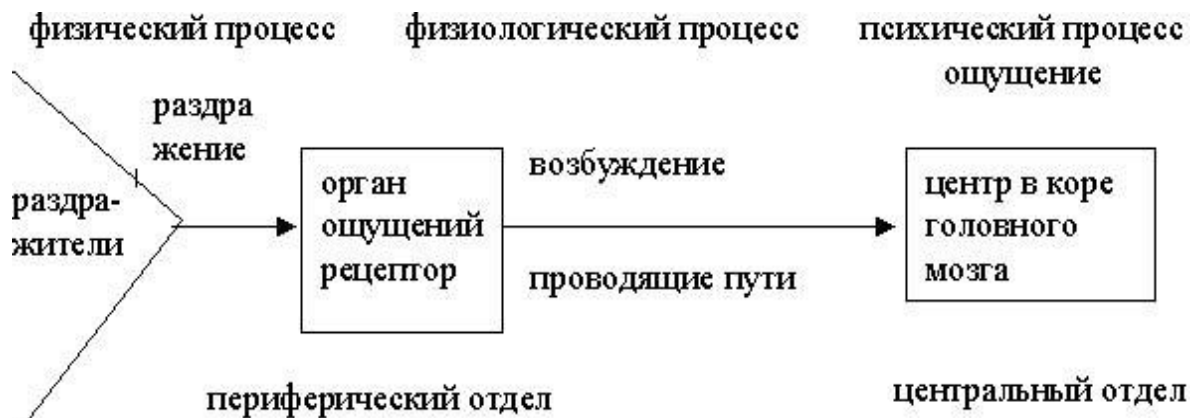 физический процесс
физиологический процесс
психический процесс
ощущение
раздра
жение
раздра-
жители
орган
ощущений
рецептор
возбуждение
проводящие пути
центр в коре
головного
мозга
периферический отдел
центральный отдел